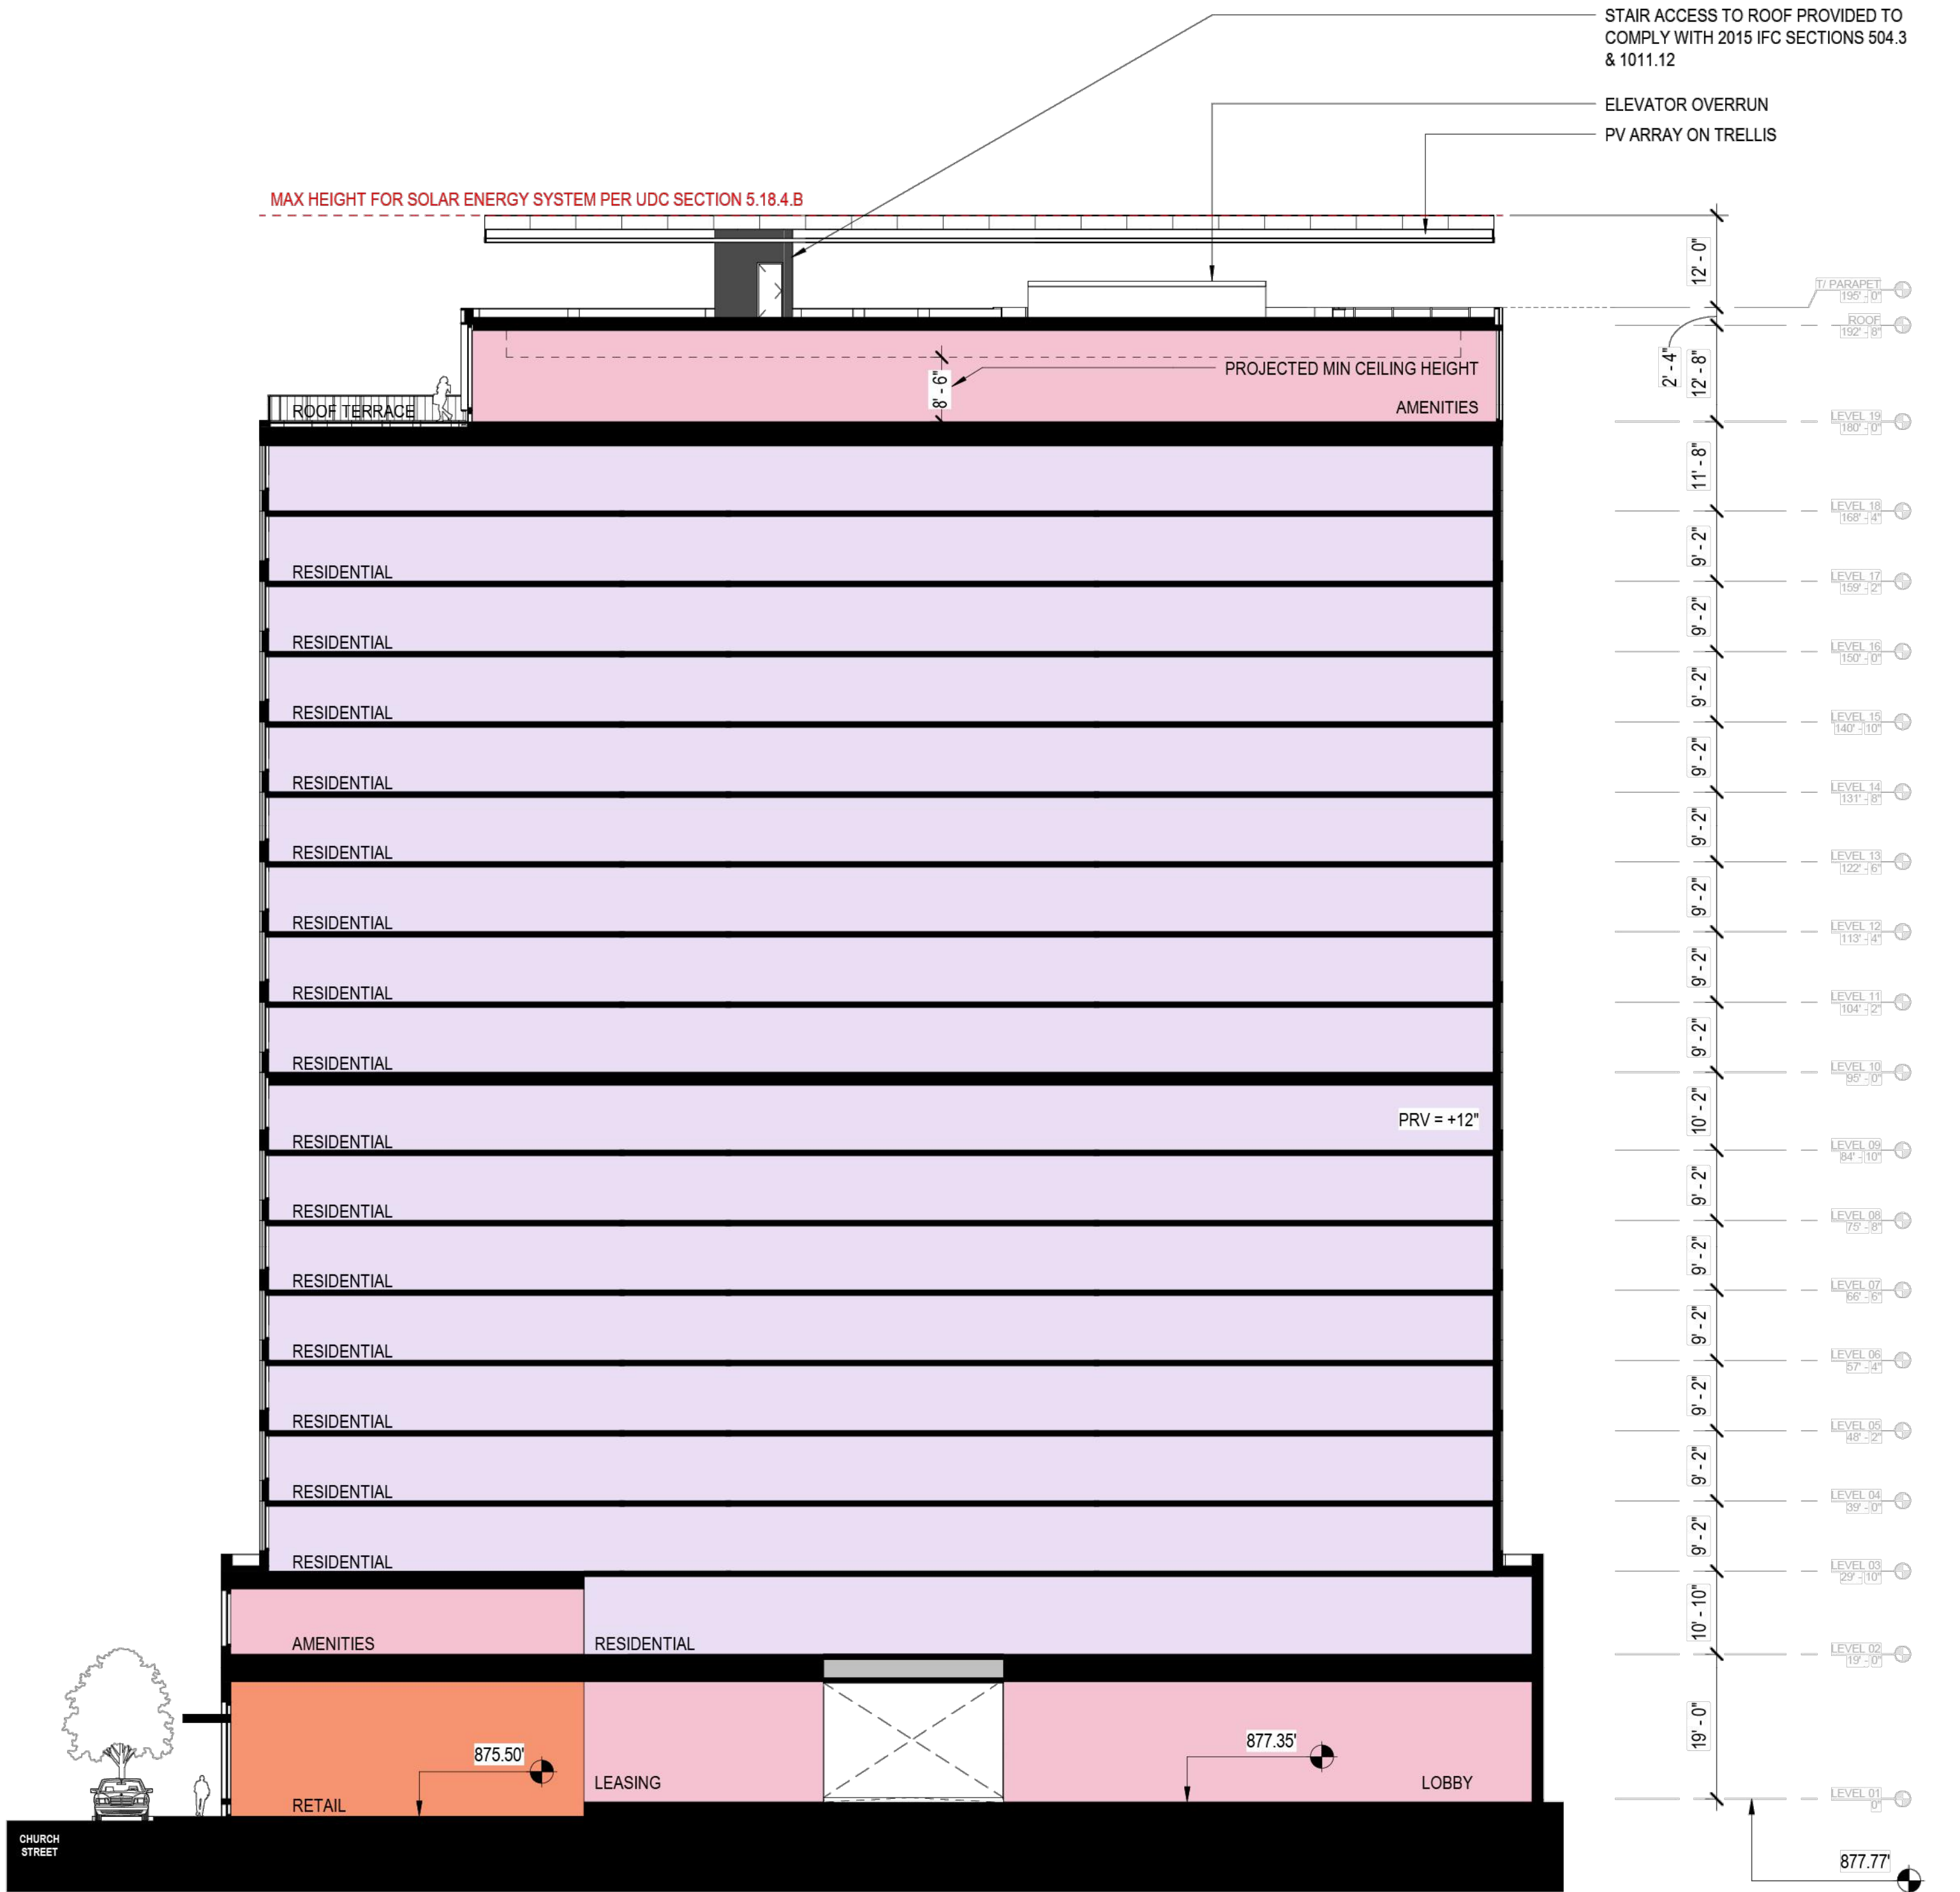 STAIR ACCESS TO ROOF PROVIDED TO
COMPLY WITH 2015 IFC SECTIONS 504.3
& 1011.12
ELEVATOR OVERRUN
PV ARRAY ON TRELLIS
MAX HEIGHT FOR SOLAR ENERGY SYSTEM PER UDC SECTION 5.18.4.B
12' - 0"
T/ PARAPET
195' - 0"
ROOF
192' - 8"
2' - 4"
12' - 8"
8' - 6"
PROJECTED MIN CEILING HEIGHT
AMENITIES
ROOF TERRACE
LEVEL 19
180' - 0"
11' - 8"
LEVEL 18
168' - 4"
9' - 2"
RESIDENTIAL
LEVEL 17
159' - 2"
9' - 2"
RESIDENTIAL
LEVEL 16
150' - 0"
9' - 2"
RESIDENTIAL
LEVEL 15
140' - 10"
9' - 2"
RESIDENTIAL
LEVEL 14
131' - 8"
9' - 2"
RESIDENTIAL
LEVEL 13
122' - 6"
9' - 2"
RESIDENTIAL
LEVEL 12
113' - 4"
9' - 2"
RESIDENTIAL
LEVEL 11
104' - 2"
9' - 2"
RESIDENTIAL
LEVEL 10
95' - 0"
10' - 2"
PRV = +12"
RESIDENTIAL
LEVEL 09
84' - 10"
9' - 2"
RESIDENTIAL
LEVEL 08
75' - 8"
9' - 2"
RESIDENTIAL
LEVEL 07
66' - 6"
9' - 2"
RESIDENTIAL
LEVEL 06
57' - 4"
9' - 2"
RESIDENTIAL
LEVEL 05
48' - 2"
9' - 2"
RESIDENTIAL
LEVEL 04
39' - 0"
9' - 2"
RESIDENTIAL
LEVEL 03
29' - 10"
10' - 10"
AMENITIES
RESIDENTIAL
LEVEL 02
19' - 0"
19' - 0"
875.50'
877.35'
LEASING
LOBBY
RETAIL
LEVEL 01
0"
CHURCH
STREET
877.77'